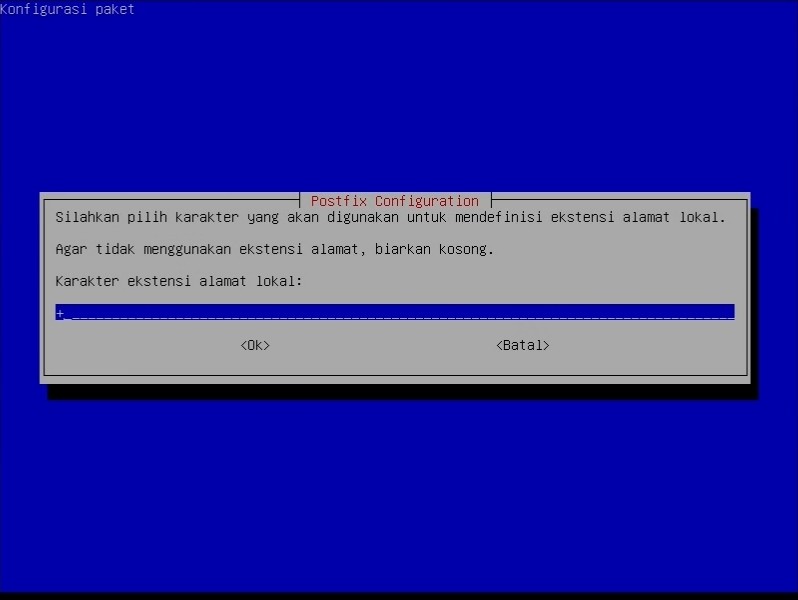 Konfigurasi paket
Postfix Configuration
Silahkan pilih karakter yang akan digunakan untuk mendefinisi ekstensi alamat lokal.
Agar tidak menggunakan ekstensi alamat, biarkan kosong.
Karakter ekstensi alamat lokal:
+
<Ok> <Batal>